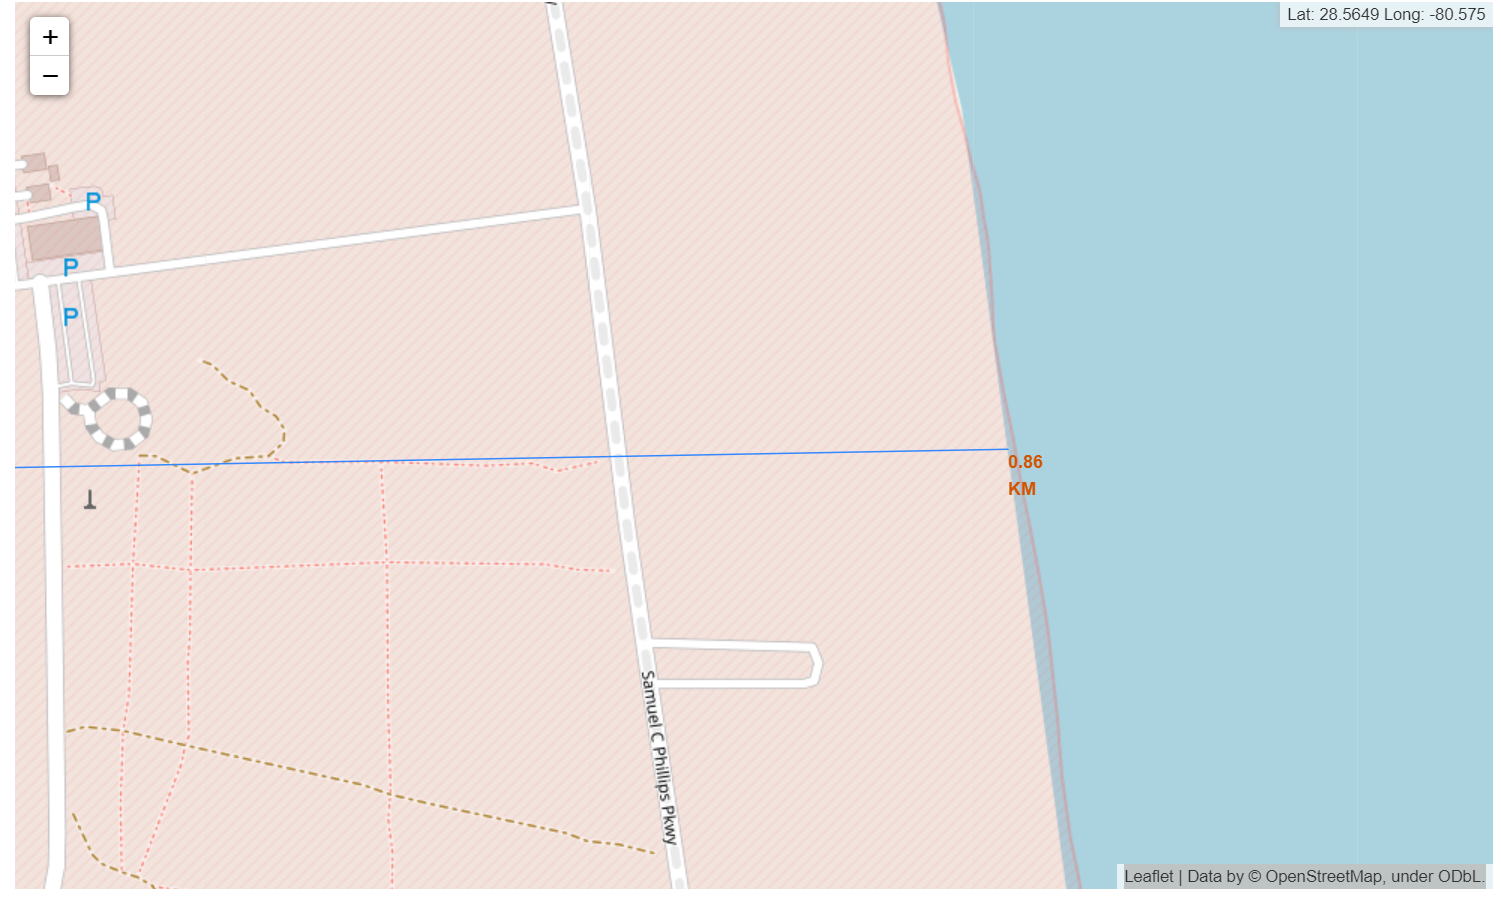 +
Lat: 28.5649 Long: -80.575
−
P
P
P
0.86
KM
Samuel C Phillips Pkwy
Leaflet | Data by © OpenStreetMap, under ODbL.